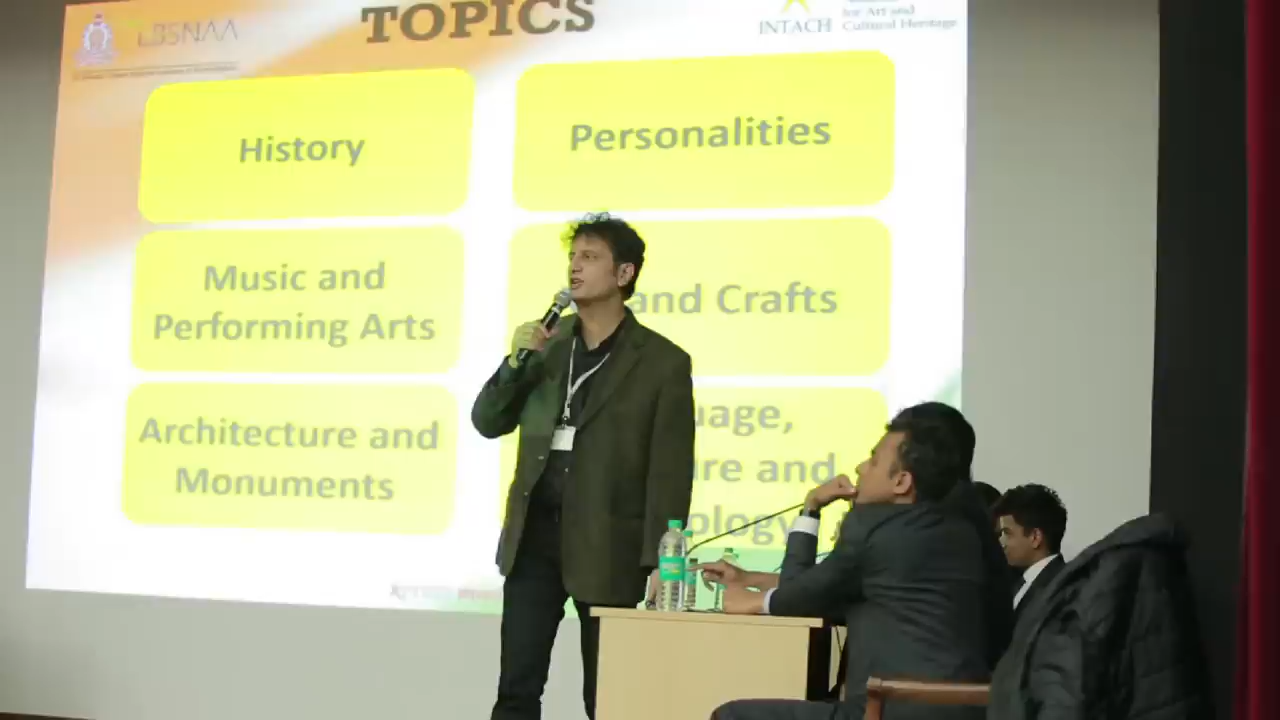 LBSNAA
TOPICS
INTACH
for Art and
Cultural Heritage
History
Personalities
Music and
Performing Arts
and Crafts
Architecture and
Monuments
uage,
ure and
ology